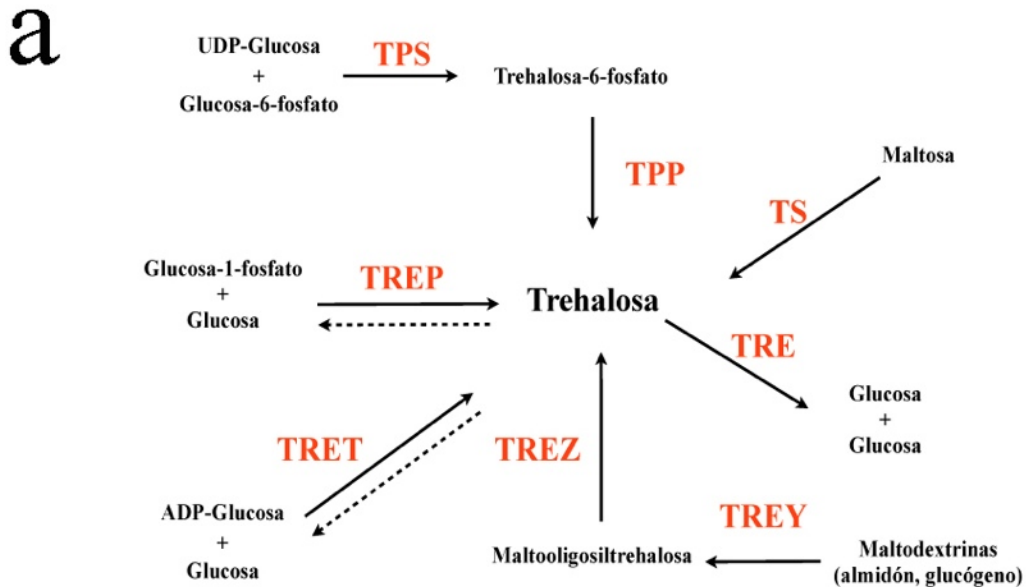 a
UDP-Glucosa
+
Glucosa-6-fosfato
TPS
Trehalosa-6-fosfato
TPP
Maltosa
TS
Glucosa-1-fosfato
+
Glucosa
TREP
Trehalosa
TRE
Glucosa
+
Glucosa
TRET
TREZ
ADP-Glucosa
+
Glucosa
TREY
Maltooligosiltrehalosa
Maltodextrinas
(almidón, glucógeno)